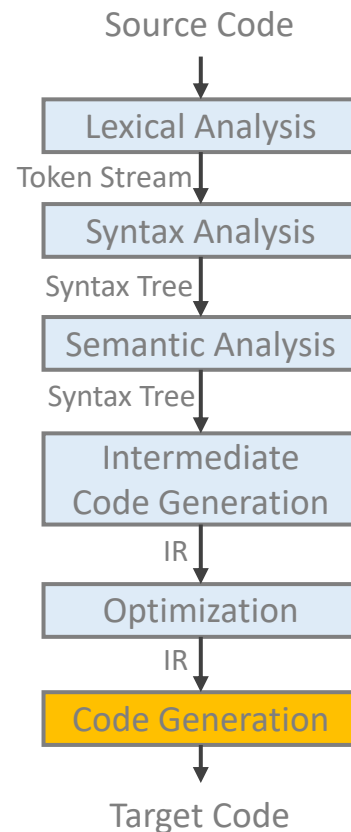 Source Code
Lexical Analysis
Token Stream
Syntax Analysis
Syntax Tree
Semantic Analysis
Syntax Tree
Intermediate
Code Generation
IR
Optimization
IR
Code Generation
Target Code